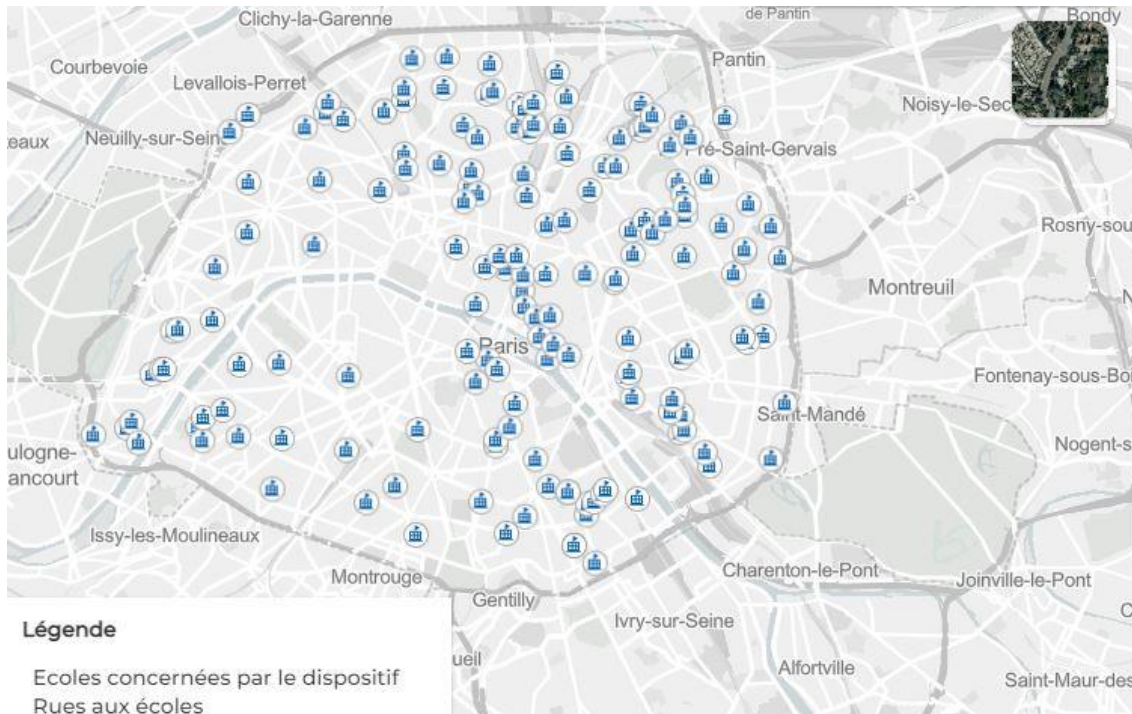 Clichy-la-Garenne
de Pantin
Bondy
Courbevoie
Pantin
Levallois-Perret
Noisy-le-Sec
Neuilly-sur-Sein
eaux
Pré-Saint-Gervais
Rosny-sou
Montreuil
Paris
Fontenay-sous-Bo
Saint-Mandé
oulogne-
ancourt
Nogent-s
Issy-les-Moulineaux
Montrouge
Charenton-le-Pont
Joinville-le-Pont
Gentilly
Ivry-sur-Seine
ueil
Alfortville
Saint-Maur-des
Légende
Ecoles concernées par le dispositif
Rues aux écoles